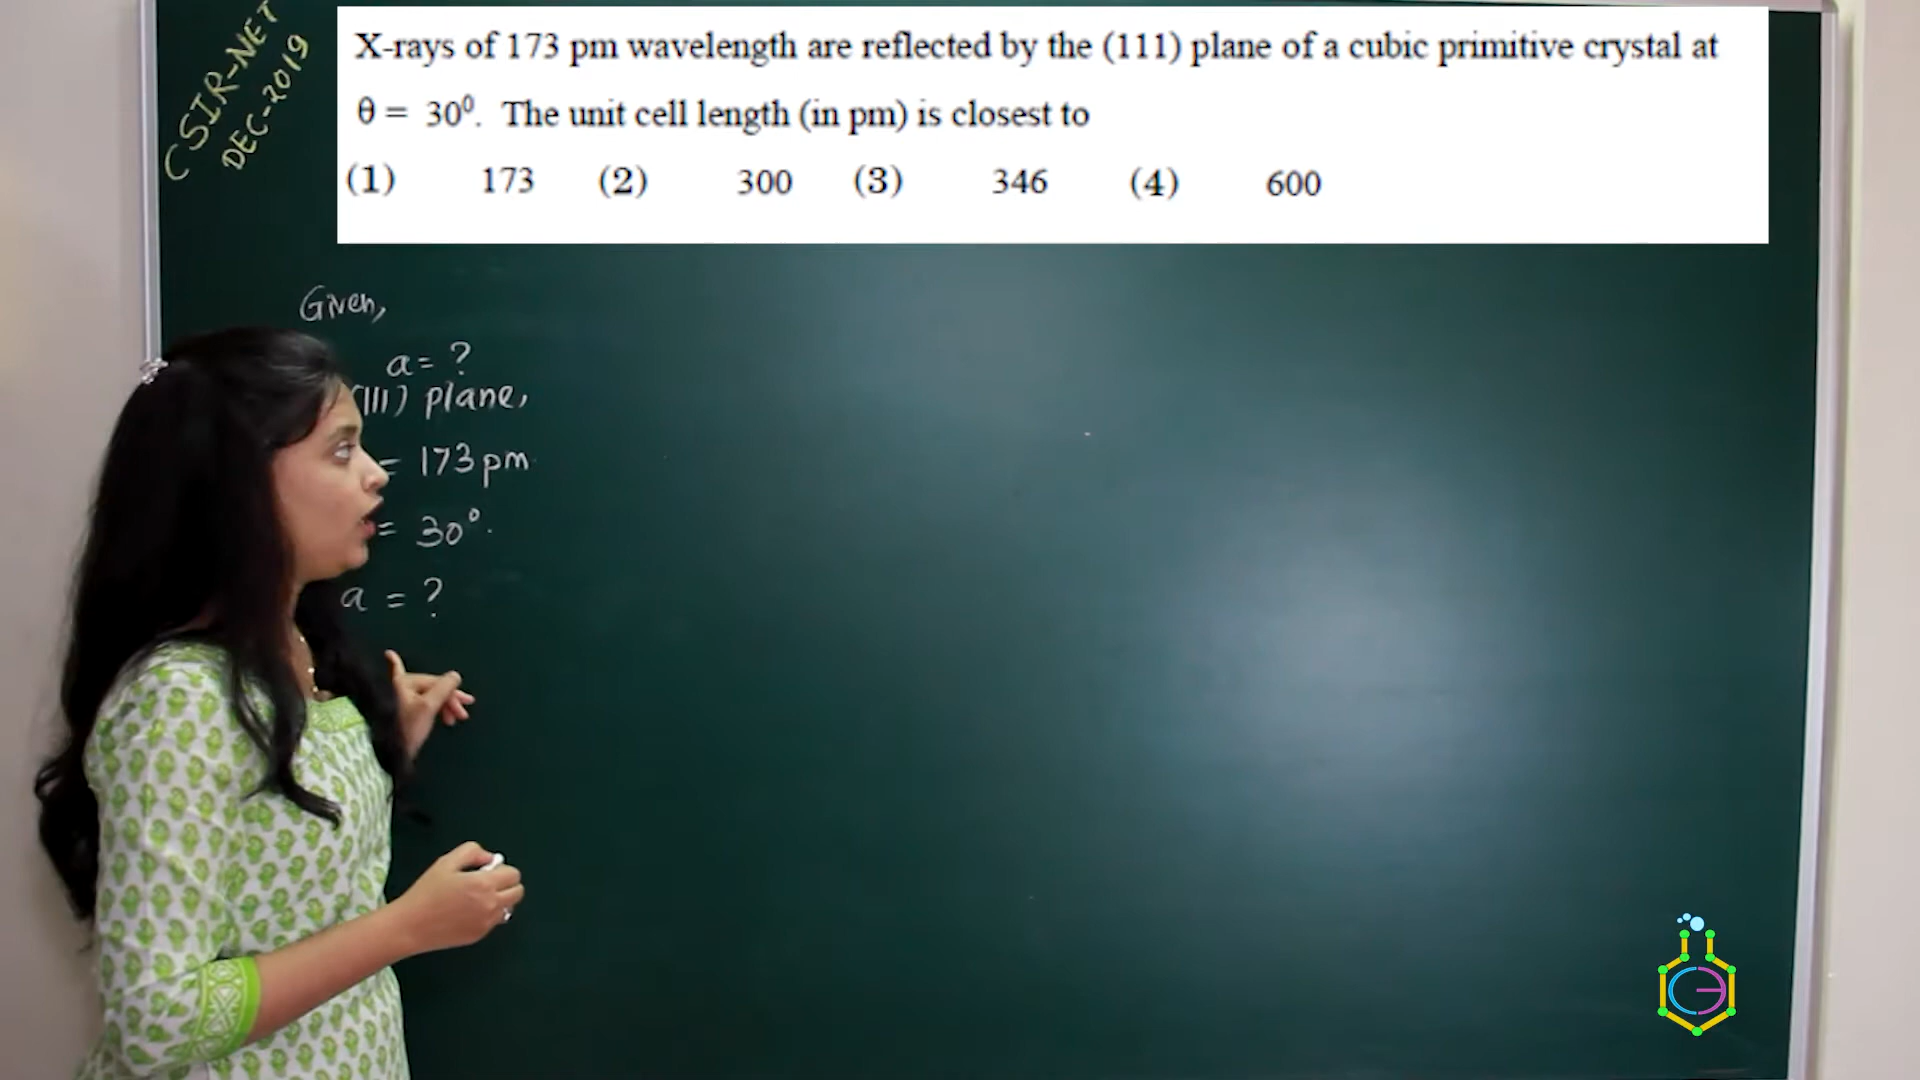 CSIR-NET
DEC-2019
X-rays of 173 pm wavelength are reflected by the (111) plane of a cubic primitive crystal at
θ = 30⁰. The unit cell length (in pm) is closest to
(1) 173 (2) 300 (3) 346 (4) 600
Given,
a = ?
(111) plane,
= 173 pm
= 30°.
a = ?